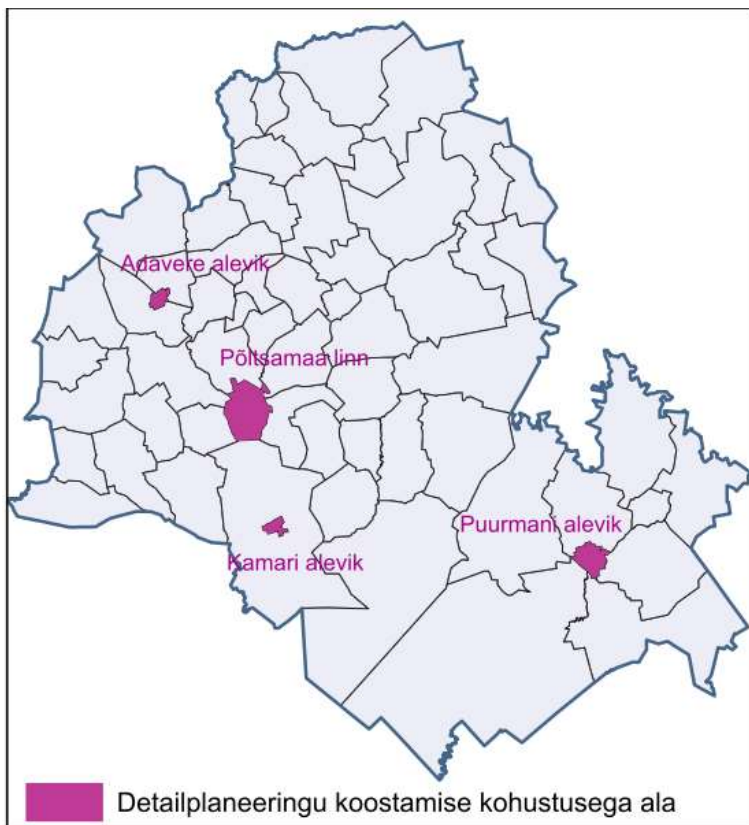 Adavere alevik
Põltsamaa linn
Puurmani alevik
Kamari alevik
Detailplaneeringu koostamise kohustusega ala